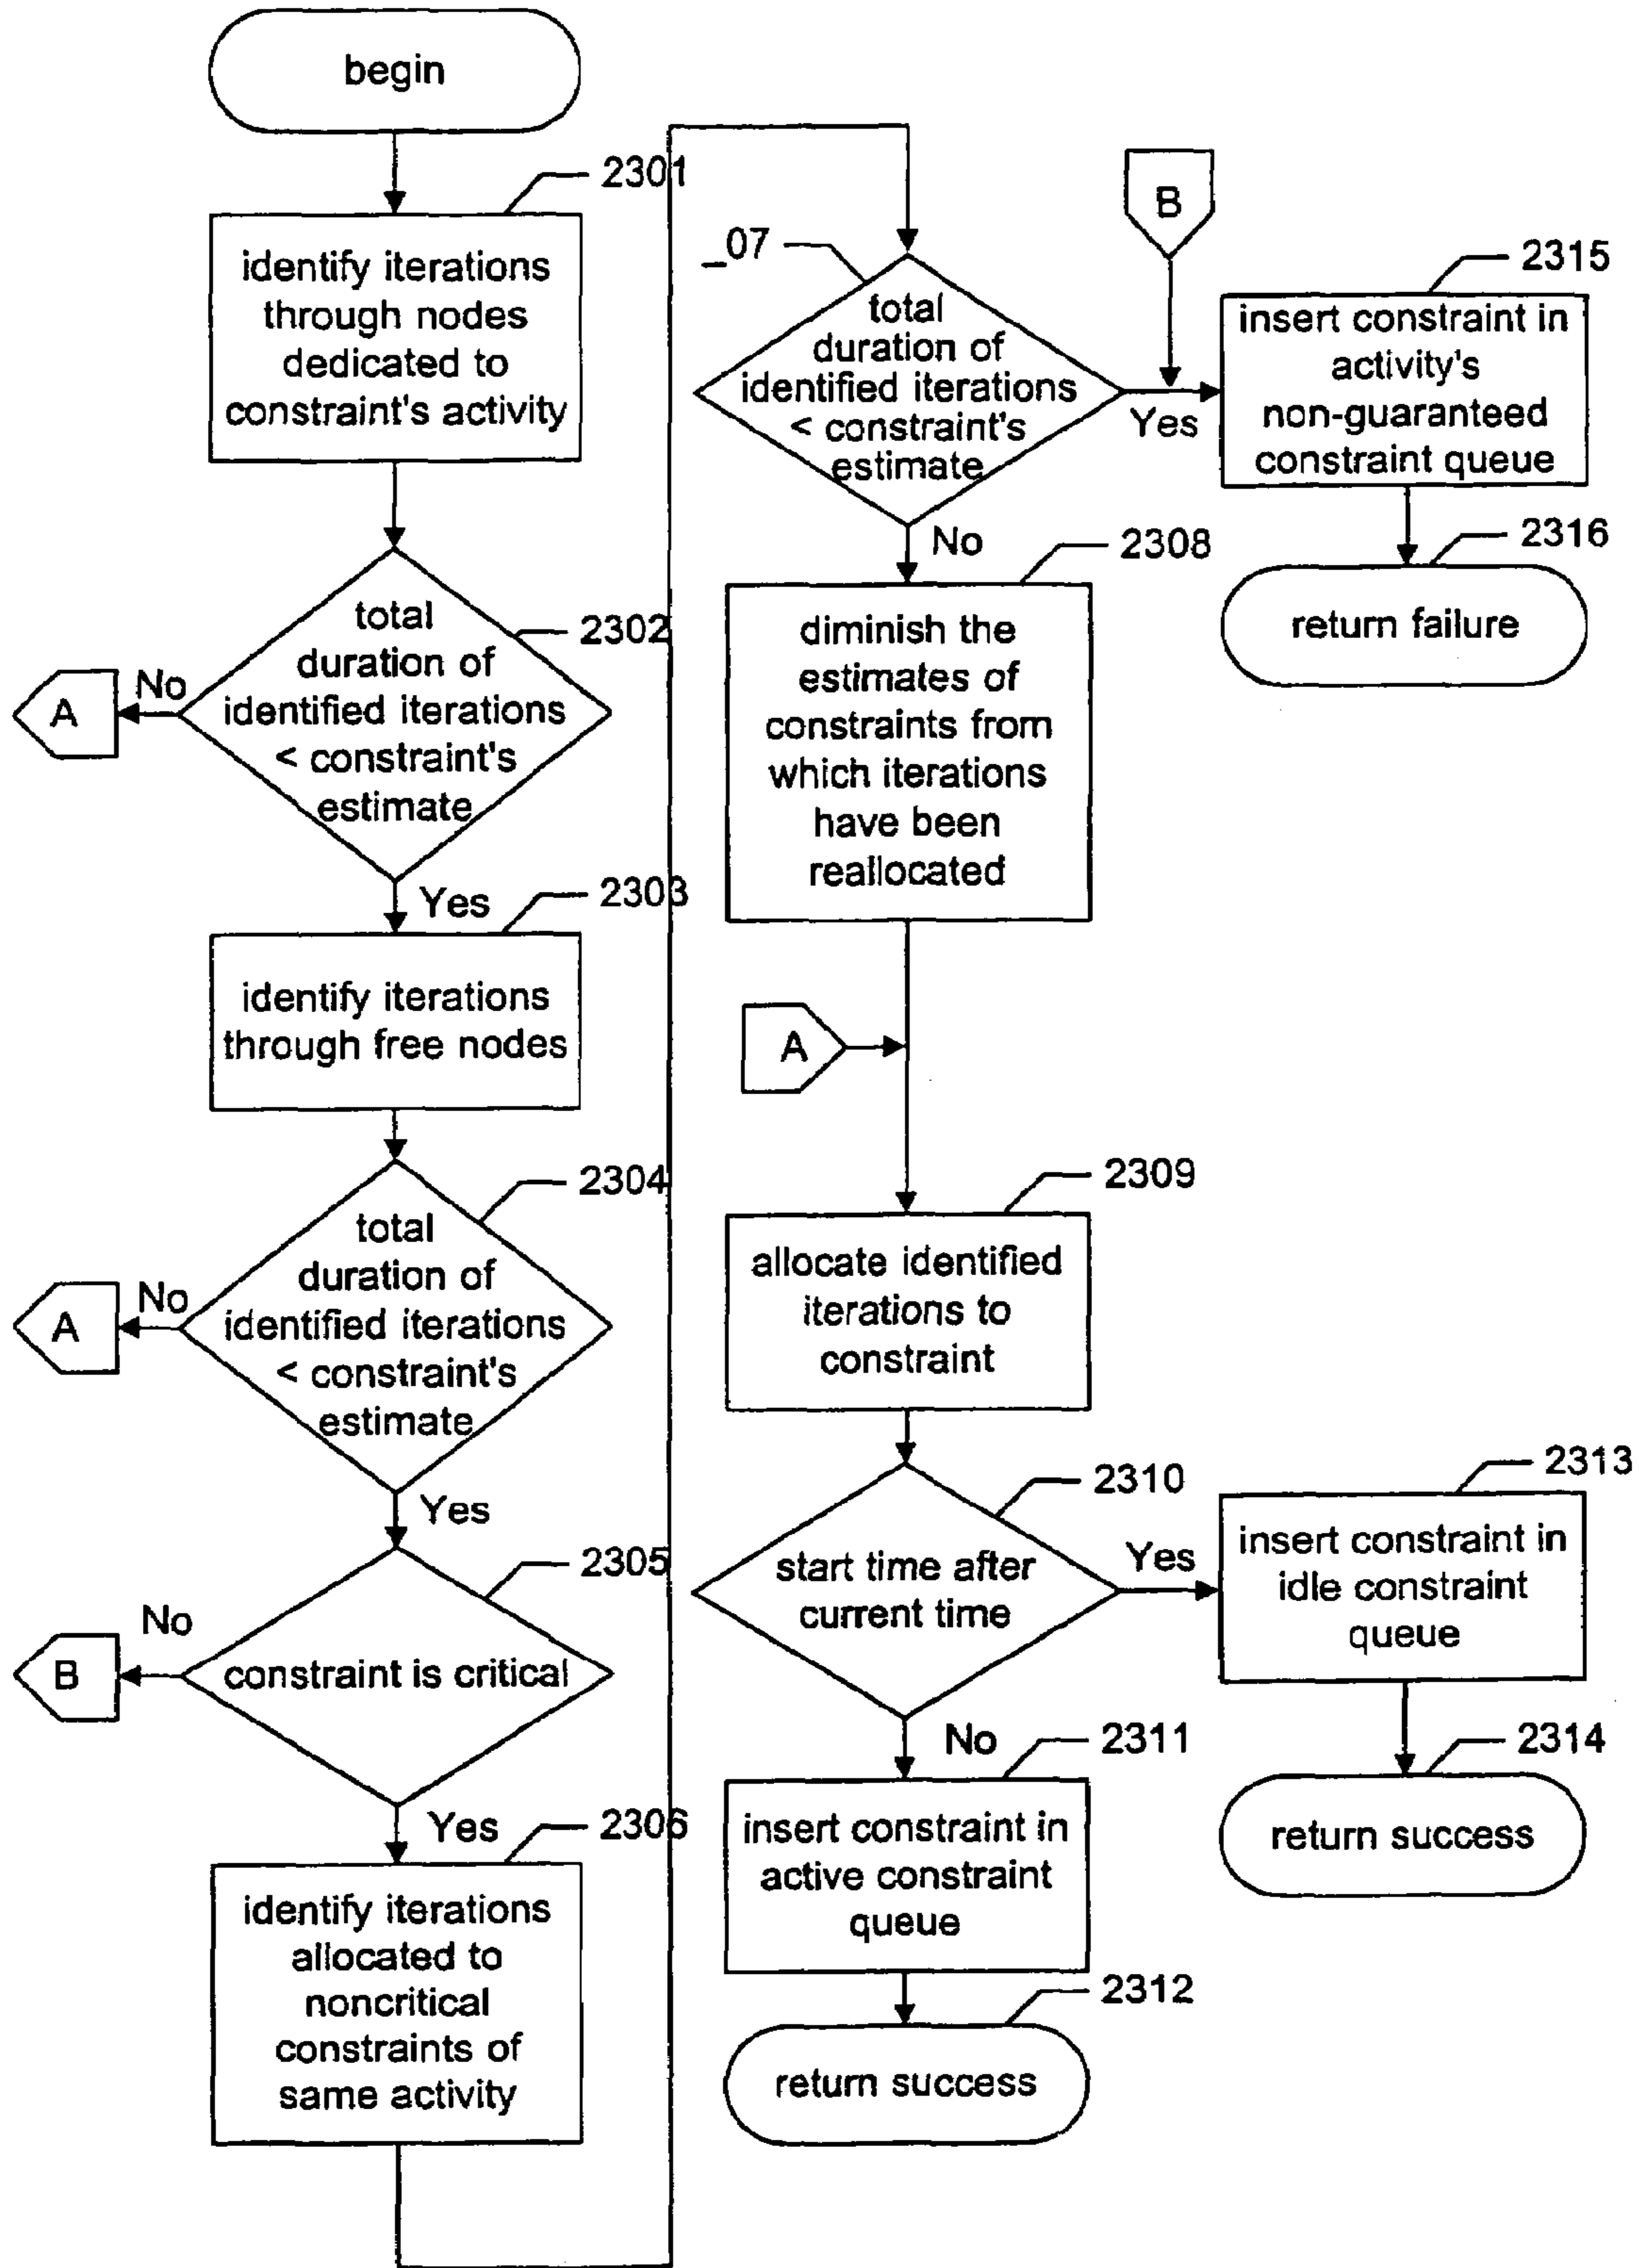 begin
2301
identify iterations
through nodes
dedicated to
constraint's activity
2302
total
duration of
identified iterations
< constraint's
estimate
No
A
Yes
2303
identify iterations
through free nodes
2304
total
duration of
identified iterations
< constraint's
estimate
No
A
Yes
2305
constraint is critical
No
B
Yes
2306
identify iterations
allocated to
noncritical
constraints of
same activity
_07
total
duration of
identified iterations
< constraint's
estimate
B
Yes
2315
insert constraint in
activity's
non-guaranteed
constraint queue
2316
return failure
No
2308
diminish the
estimates of
constraints from
which iterations
have been
reallocated
A
2309
allocate identified
iterations to
constraint
2310
start time after
current time
Yes
2313
insert constraint in
idle constraint
queue
2314
return success
No
2311
insert constraint in
active constraint
queue
2312
return success